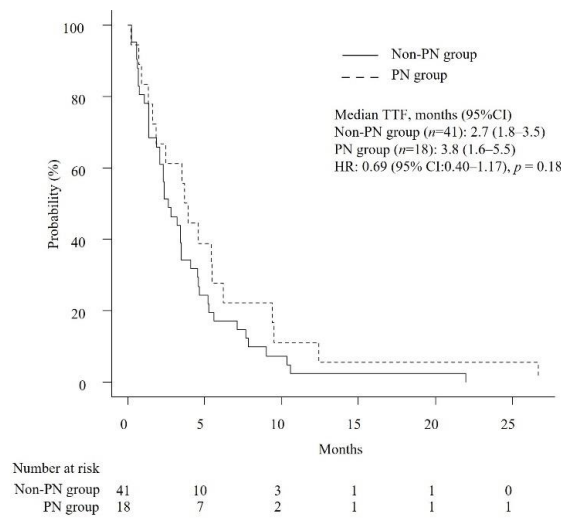 100
80
60
40
20
0
Probability (%)
Non-PN group
PN group
Median TTF, months (95%CI)
Non-PN group (n=41): 2.7 (1.8–3.5)
PN group (n=18): 3.8 (1.6–5.5)
HR: 0.69 (95% CI:0.40–1.17), p = 0.18
0 5 10 15 20 25
Months
Number at risk
Non-PN group 41 10 3 1 1 0
PN group 18 7 2 1 1 1